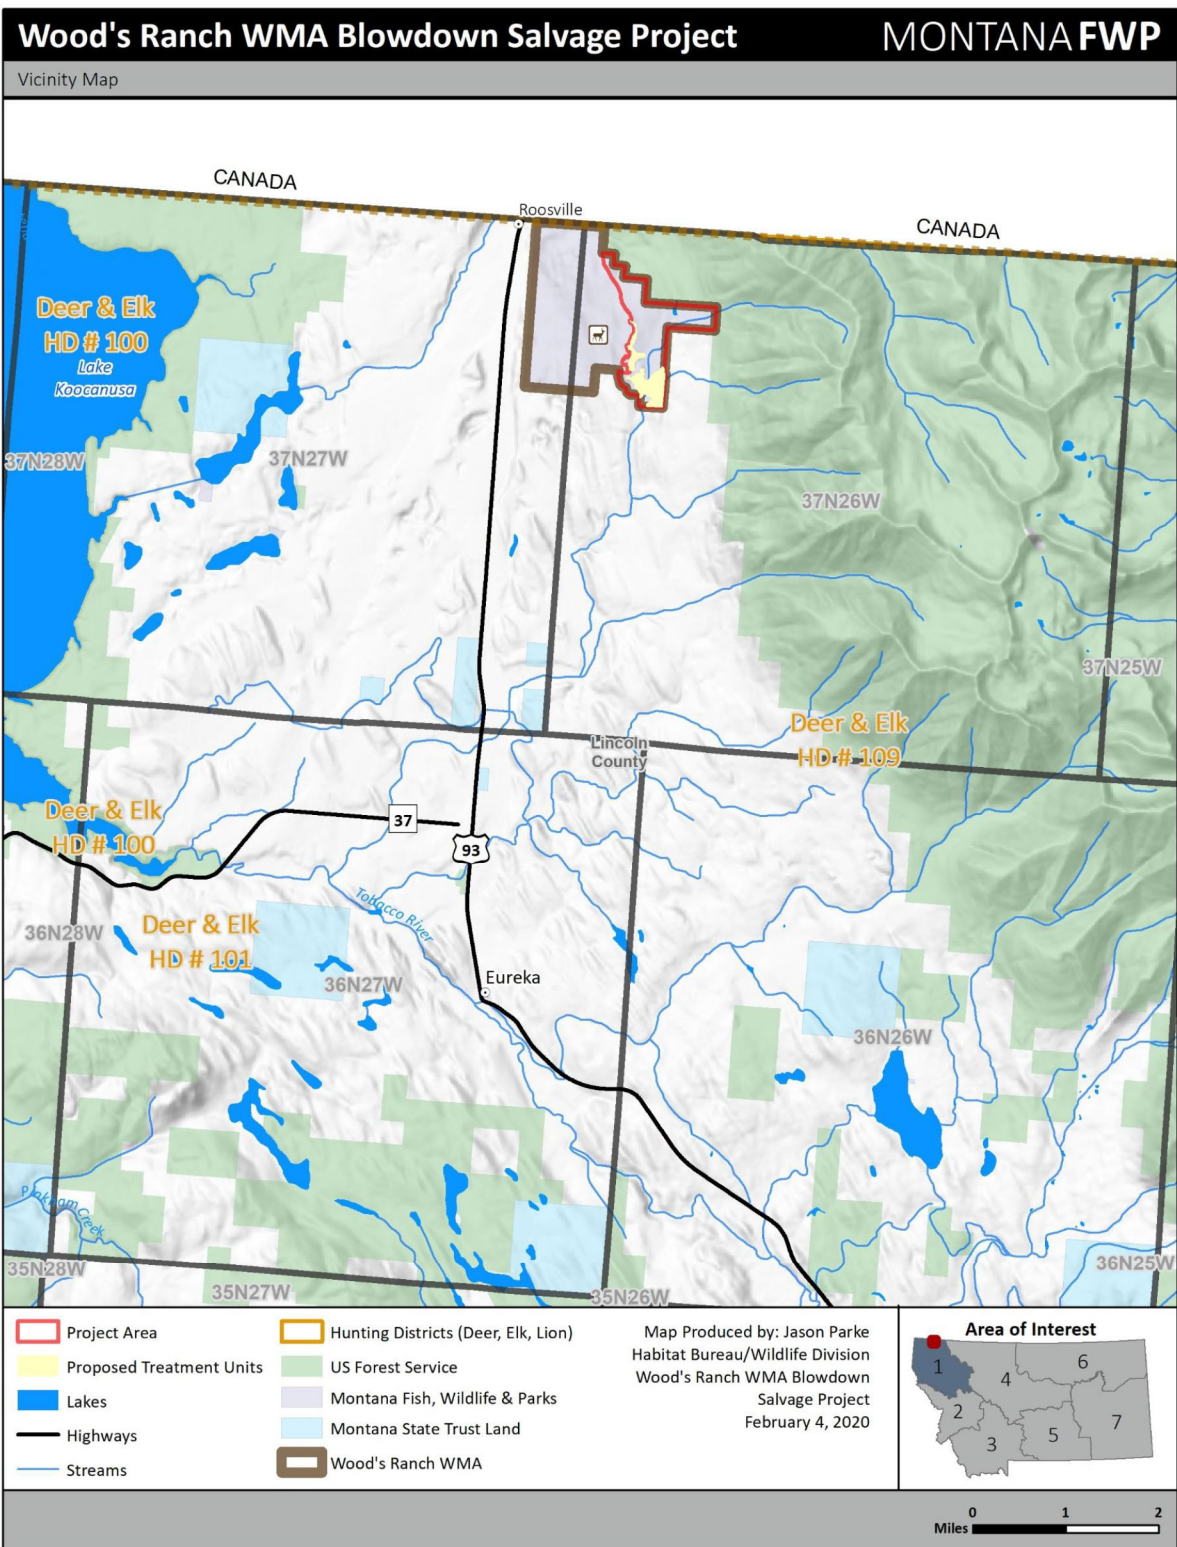 Wood's Ranch WMA Blowdown Salvage Project
MONTANA FWP
Vicinity Map
CANADA
Roosville
CANADA
Deer & Elk
HD # 100
Lake
Koocanusa
37N28W
37N27W
37N26W
37N25W
Deer & Elk
HD # 109
Lincoln
County
Deer & Elk
HD # 100
37
93
Tobacco River
Deer & Elk
HD # 101
36N28W
36N27W
Eureka
36N26W
Pinkham Creek
35N28W
35N27W
35N26W
36N25W
Project Area
Proposed Treatment Units
Lakes
Highways
Streams
Hunting Districts (Deer, Elk, Lion)
US Forest Service
Montana Fish, Wildlife & Parks
Montana State Trust Land
Wood's Ranch WMA
Map Produced by: Jason Parke
Habitat Bureau/Wildlife Division
Wood's Ranch WMA Blowdown
Salvage Project
February 4, 2020
Area of Interest
1
2
3
4
5
6
7
0 1 2
Miles